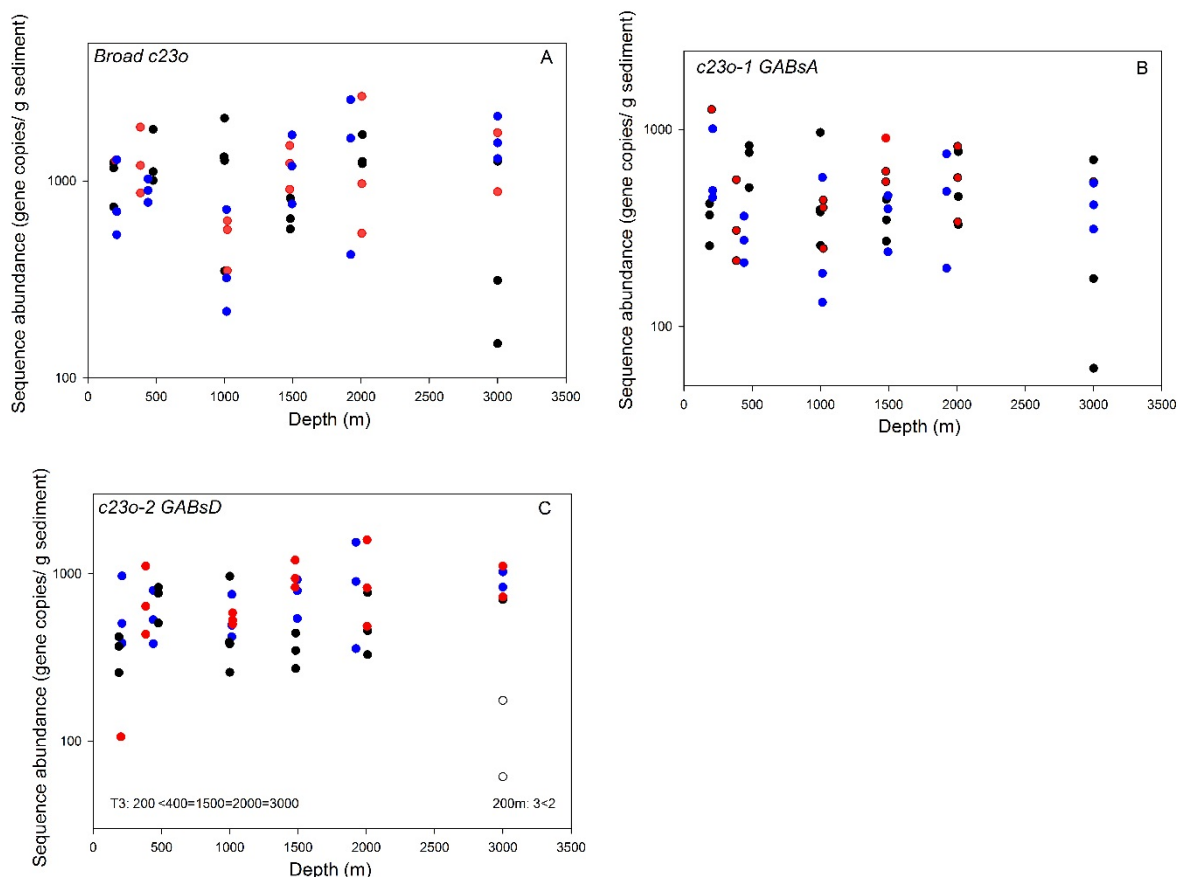 Broad c23o
A
Sequence abundance (gene copies/ g sediment)
1000
100
0 500 1000 1500 2000 2500 3000 3500
Depth (m)
c23o-1 GABsA
B
Sequence abundance (gene copies/ g sediment)
1000
100
0 500 1000 1500 2000 2500 3000 3500
Depth (m)
c23o-2 GABsD
C
Sequence abundance (gene copies/ g sediment)
1000
100
T3: 200 <400=1500=2000=3000
200m: 3<2
0 500 1000 1500 2000 2500 3000 3500
Depth (m)